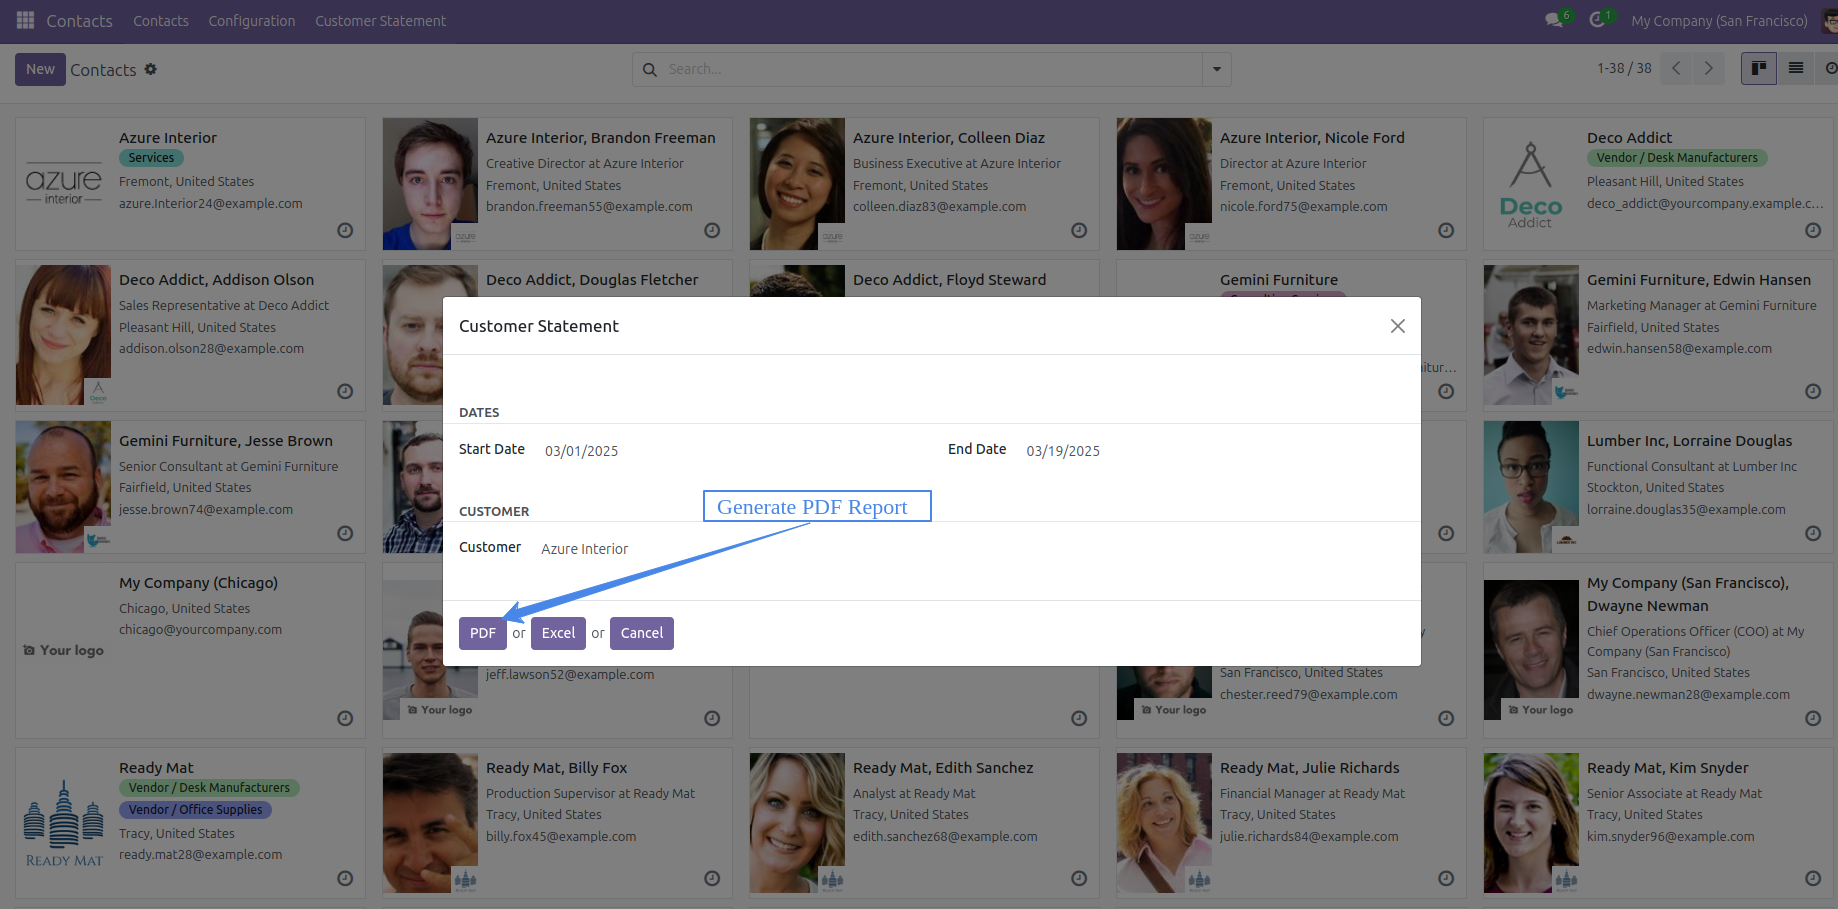 Contacts Contacts Configuration Customer Statement 6 1 My Company (San Francisco)
New Contacts Search... 1-38 / 38
Azure Interior
Services
Fremont, United States
azure.Interior24@example.com
azure
interior
Azure Interior, Brandon Freeman
Creative Director at Azure Interior
Fremont, United States
brandon.freeman55@example.com
azure
Azure Interior, Colleen Diaz
Business Executive at Azure Interior
Fremont, United States
colleen.diaz83@example.com
azure
Azure Interior, Nicole Ford
Director at Azure Interior
Fremont, United States
nicole.ford75@example.com
azure
Deco Addict
Vendor / Desk Manufacturers
Pleasant Hill, United States
deco_addict@yourcompany.example.c...
Deco
Addict
Deco Addict, Addison Olson
Sales Representative at Deco Addict
Pleasant Hill, United States
addison.olson28@example.com
Deco
Deco Addict, Douglas Fletcher
Deco Addict, Floyd Steward
Gemini Furniture
itur...
Gemini Furniture, Edwin Hansen
Marketing Manager at Gemini Furniture
Fairfield, United States
edwin.hansen58@example.com
Customer Statement
DATES
Start Date 03/01/2025 End Date 03/19/2025
CUSTOMER
Generate PDF Report
Customer Azure Interior
PDF or Excel or Cancel
Gemini Furniture, Jesse Brown
Senior Consultant at Gemini Furniture
Fairfield, United States
jesse.brown74@example.com
Lumber Inc, Lorraine Douglas
Functional Consultant at Lumber Inc
Stockton, United States
lorraine.douglas35@example.com
LUMBER INC
My Company (Chicago)
Chicago, United States
chicago@yourcompany.com
Your logo
jeff.lawson52@example.com
Your logo
y
San Francisco, United States
chester.reed79@example.com
Your logo
My Company (San Francisco),
Dwayne Newman
Chief Operations Officer (COO) at My
Company (San Francisco)
San Francisco, United States
dwayne.newman28@example.com
Your logo
Ready Mat
Vendor / Desk Manufacturers
Vendor / Office Supplies
Tracy, United States
ready.mat28@example.com
READY MAT
Ready Mat, Billy Fox
Production Supervisor at Ready Mat
Tracy, United States
billy.fox45@example.com
READY MAT
Ready Mat, Edith Sanchez
Analyst at Ready Mat
Tracy, United States
edith.sanchez68@example.com
READY MAT
Ready Mat, Julie Richards
Financial Manager at Ready Mat
Tracy, United States
julie.richards84@example.com
READY MAT
Ready Mat, Kim Snyder
Senior Associate at Ready Mat
Tracy, United States
kim.snyder96@example.com
READY MAT